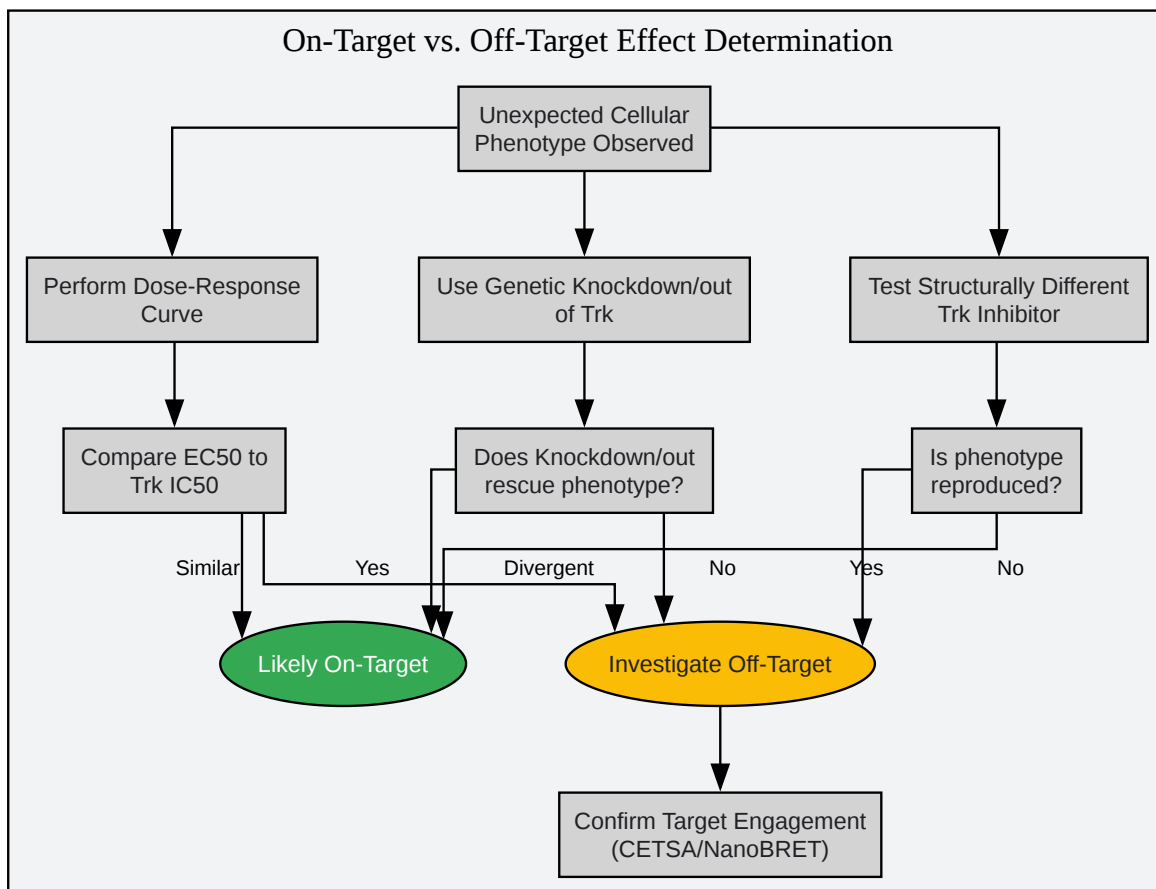 On-Target vs. Off-Target Effect Determination
Unexpected Cellular
Phenotype Observed
Perform Dose-Response
Curve
Use Genetic Knockdown/out
of Trk
Test Structurally Different
Trk Inhibitor
Compare EC50 to
Trk IC50
Does Knockdown/out
rescue phenotype?
Is phenotype
reproduced?
Similar
Yes
Divergent
No
Yes
No
Likely On-Target
Investigate Off-Target
Confirm Target Engagement
(CETSA/NanoBRET)